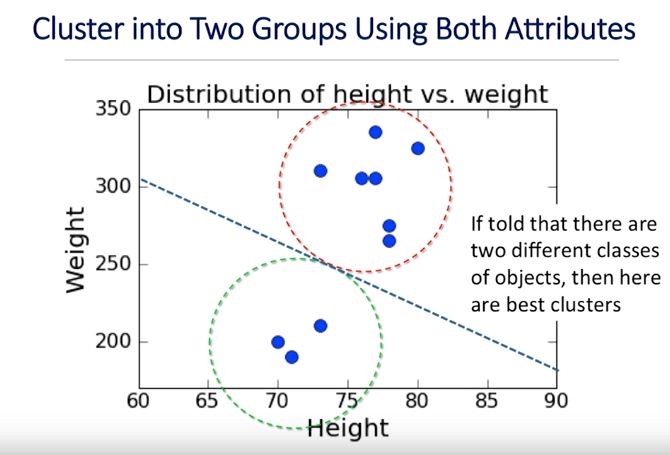 Cluster into Two Groups Using Both Attributes
Distribution of height vs. weight
350
300
250
200
Weight
60 65 70 75 80 85 90
Height
If told that there are
two different classes
of objects, then here
are best clusters